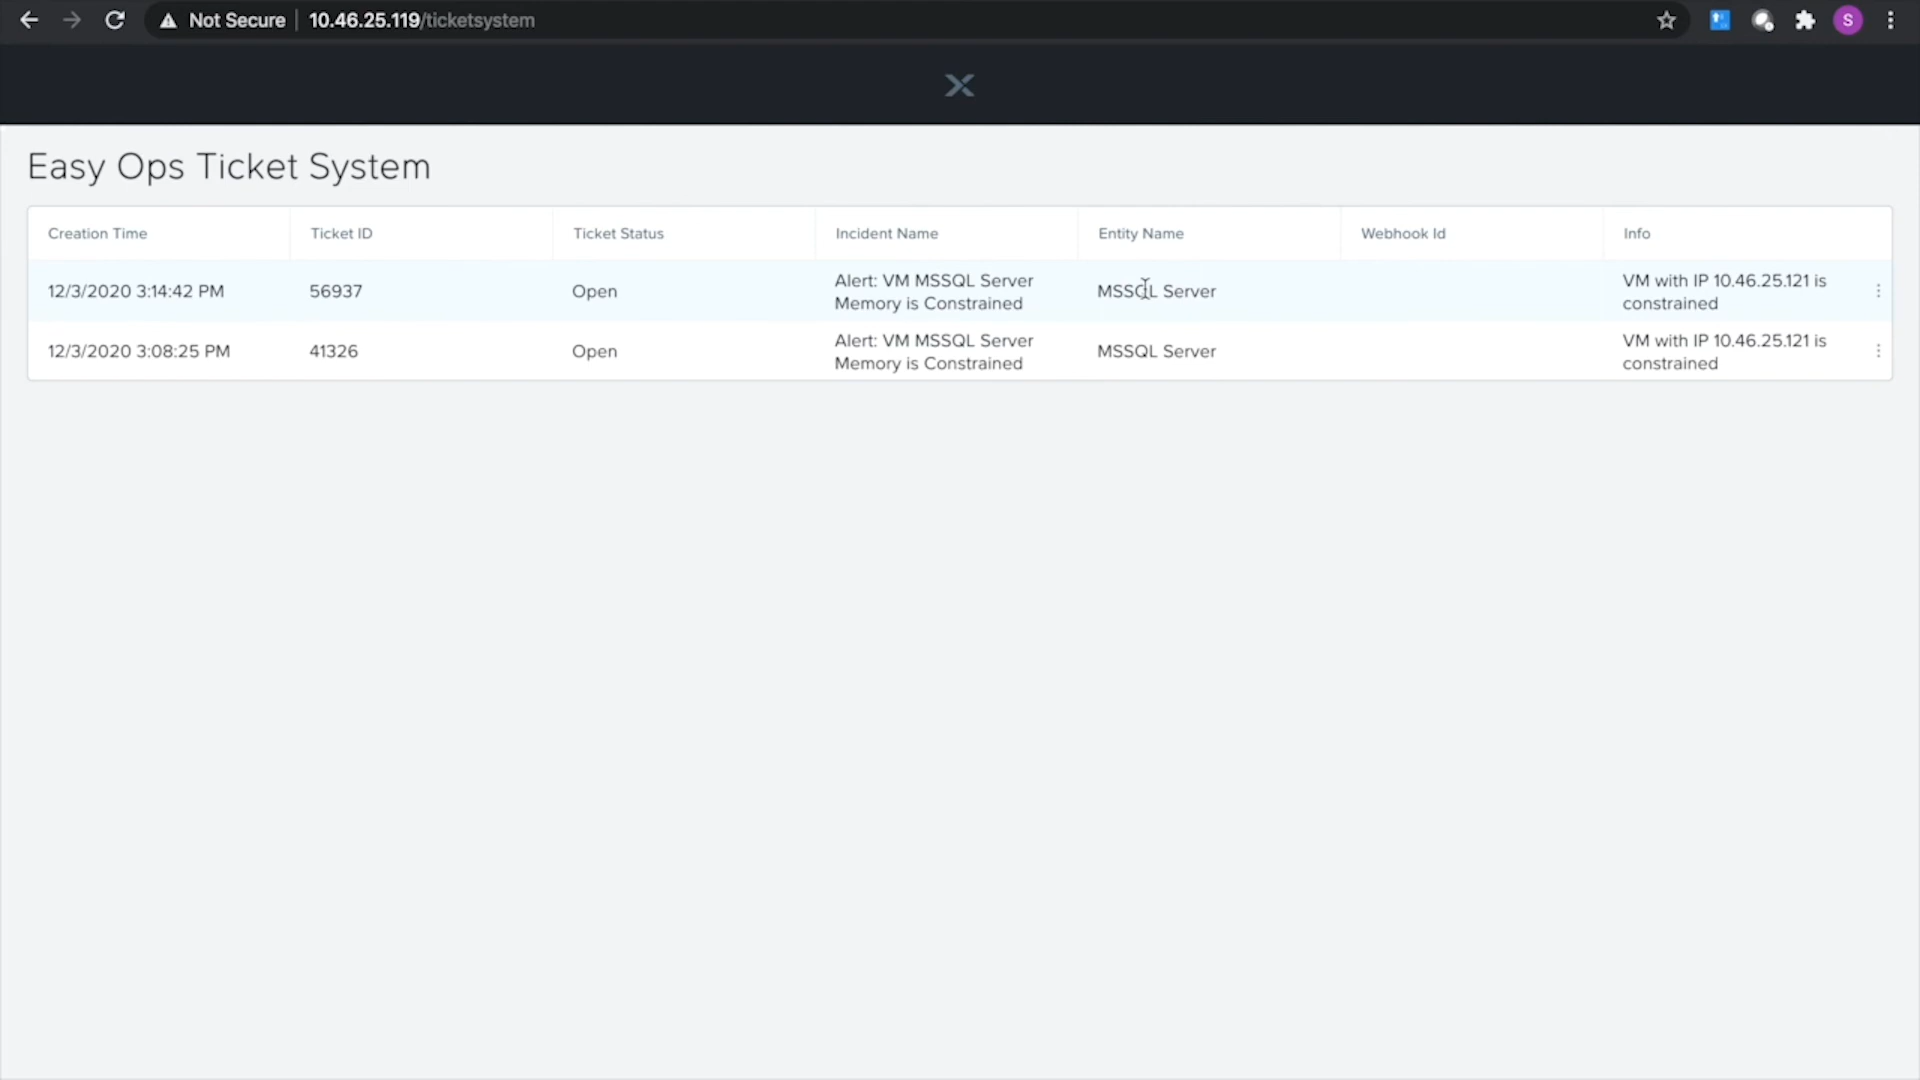 Not Secure | 10.46.25.119/ticketsystem
S
Easy Ops Ticket System
Creation Time Ticket ID Ticket Status Incident Name Entity Name Webhook Id Info
12/3/2020 3:14:42 PM 56937 Open Alert: VM MSSQL Server Memory is Constrained MSSQL Server VM with IP 10.46.25.121 is constrained
12/3/2020 3:08:25 PM 41326 Open Alert: VM MSSQL Server Memory is Constrained MSSQL Server VM with IP 10.46.25.121 is constrained